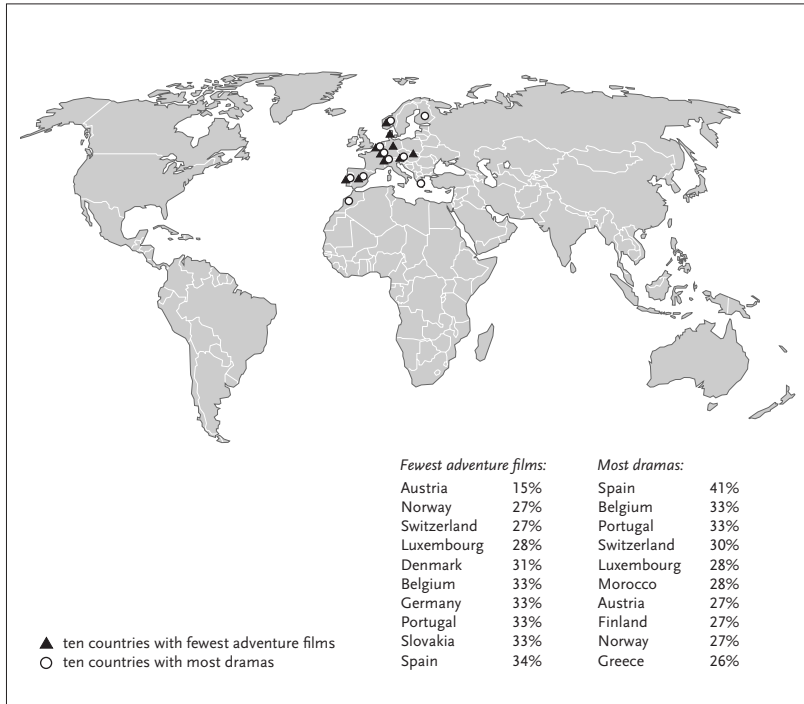 Fewest adventure films:
Austria 15%
Norway 27%
Switzerland 27%
Luxembourg 28%
Denmark 31%
Belgium 33%
Germany 33%
Portugal 33%
Slovakia 33%
Spain 34%
Most dramas:
Spain 41%
Belgium 33%
Portugal 33%
Switzerland 30%
Luxembourg 28%
Morocco 28%
Austria 27%
Finland 27%
Norway 27%
Greece 26%
ten countries with fewest adventure films
ten countries with most dramas